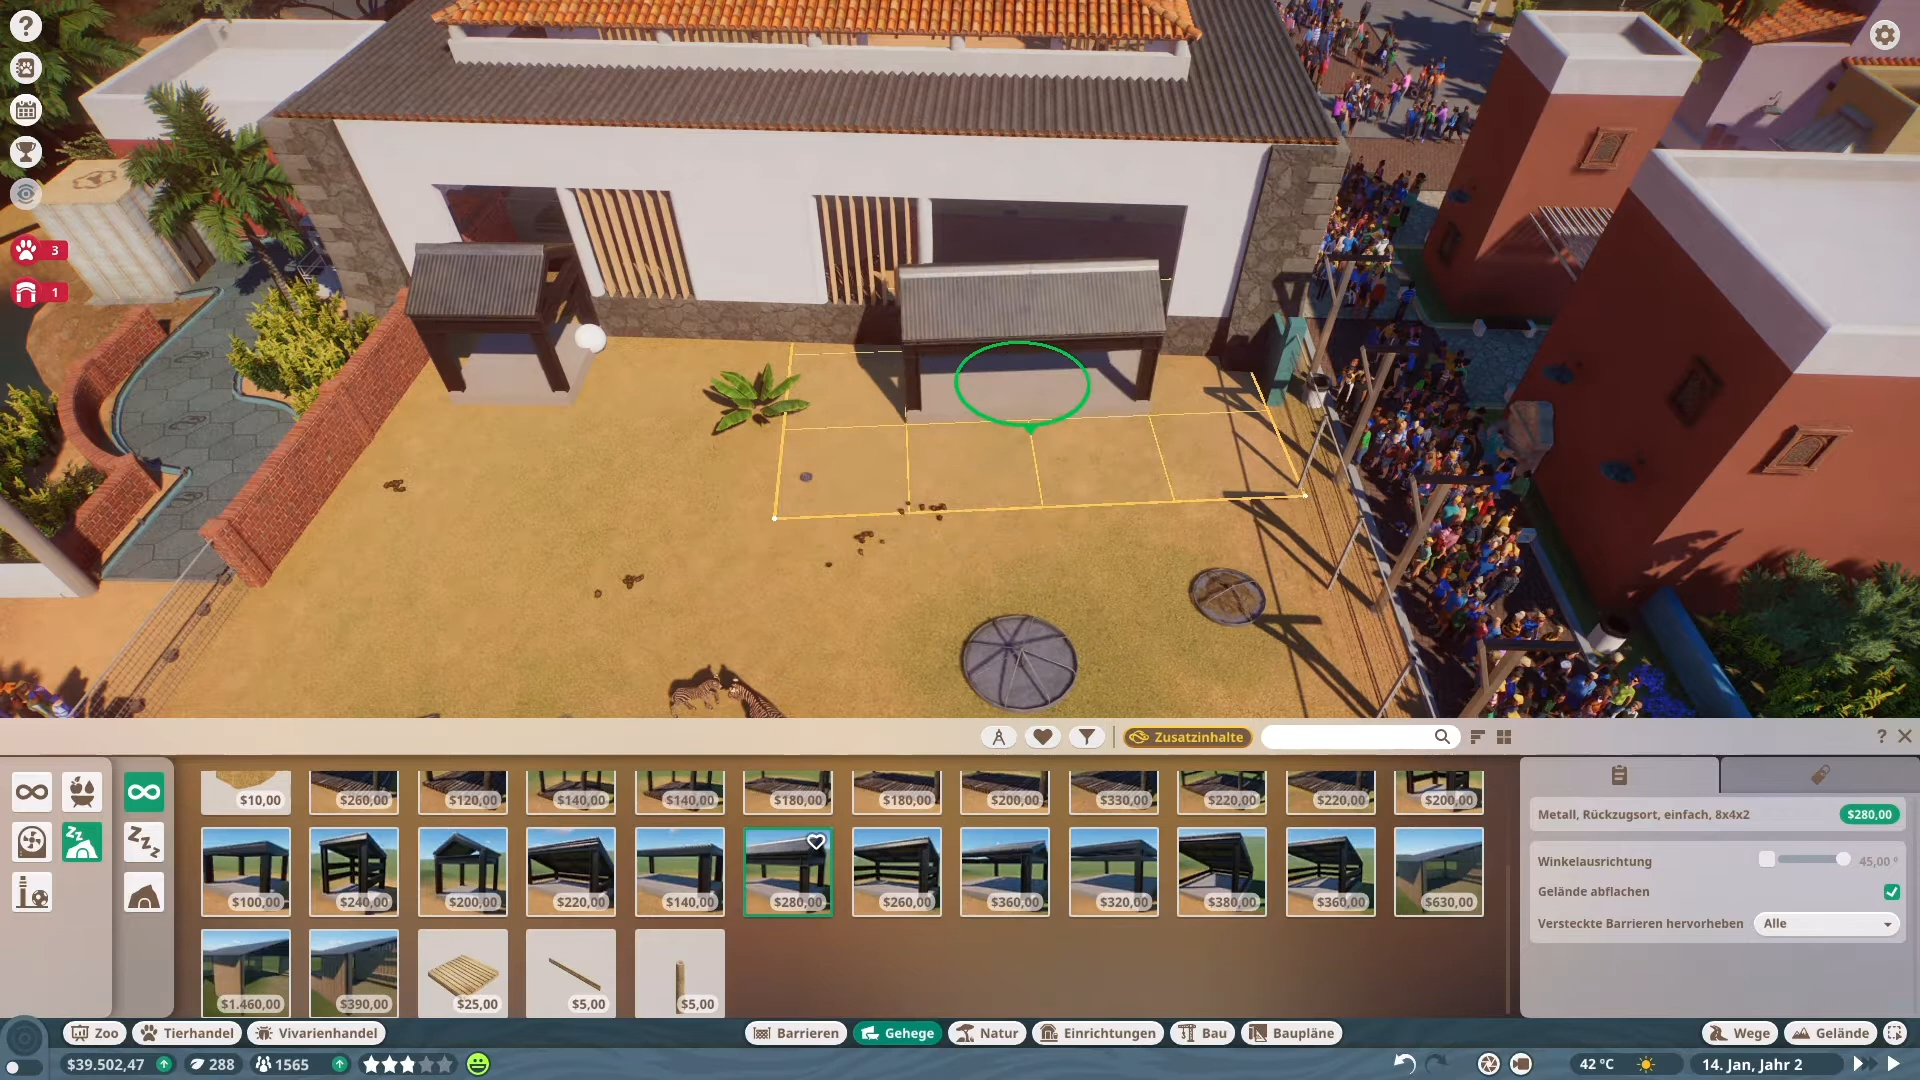 3
1
Zusatzinhalte
?
$10,00
$260,00
$120,00
$140,00
$140,00
$180,00
$180,00
$200,00
$330,00
$220,00
$220,00
$200,00
$100,00
$240,00
$200,00
$220,00
$140,00
$280,00
$260,00
$360,00
$320,00
$380,00
$360,00
$630,00
$1.460,00
$390,00
$25,00
$5,00
$5,00
Metall, Rückzugsort, einfach, 8x4x2
$280,00
Winkelausrichtung
45,00 °
Gelände abflachen
Versteckte Barrieren hervorheben
Alle
Zoo
Tierhandel
Vivarienhandel
Barrieren
Gehege
Natur
Einrichtungen
Bau
Baupläne
Wege
Gelände
$39.502,47
288
1565
42 °C
14. Jan, Jahr 2